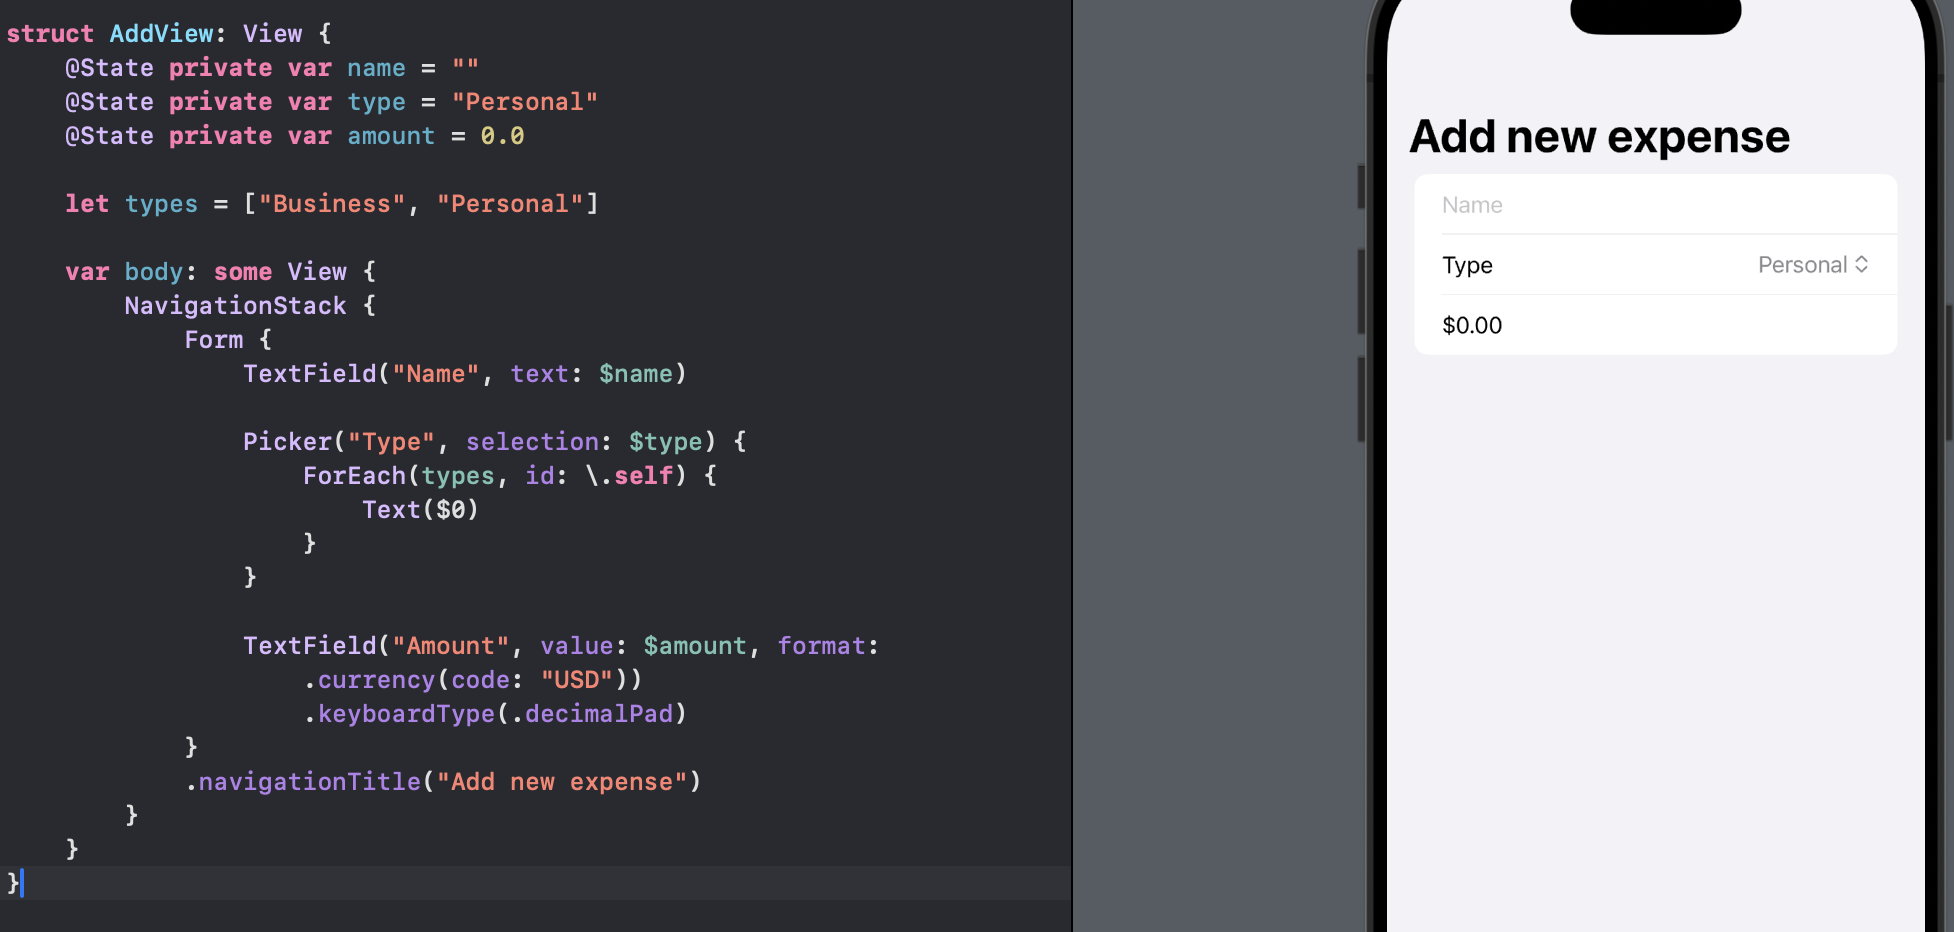 struct AddView: View {
@State private var name = ""
@State private var type = "Personal"
@State private var amount = 0.0
let types = ["Business", "Personal"]
var body: some View {
NavigationStack {
Form {
TextField("Name", text: $name)
Picker("Type", selection: $type) {
ForEach(types, id: \.self) {
Text($0)
}
}
TextField("Amount", value: $amount, format:
.currency(code: "USD"))
.keyboardType(.decimalPad)
}
.navigationTitle("Add new expense")
}
}
}
Add new expense
Name
Type Personal
$0.00